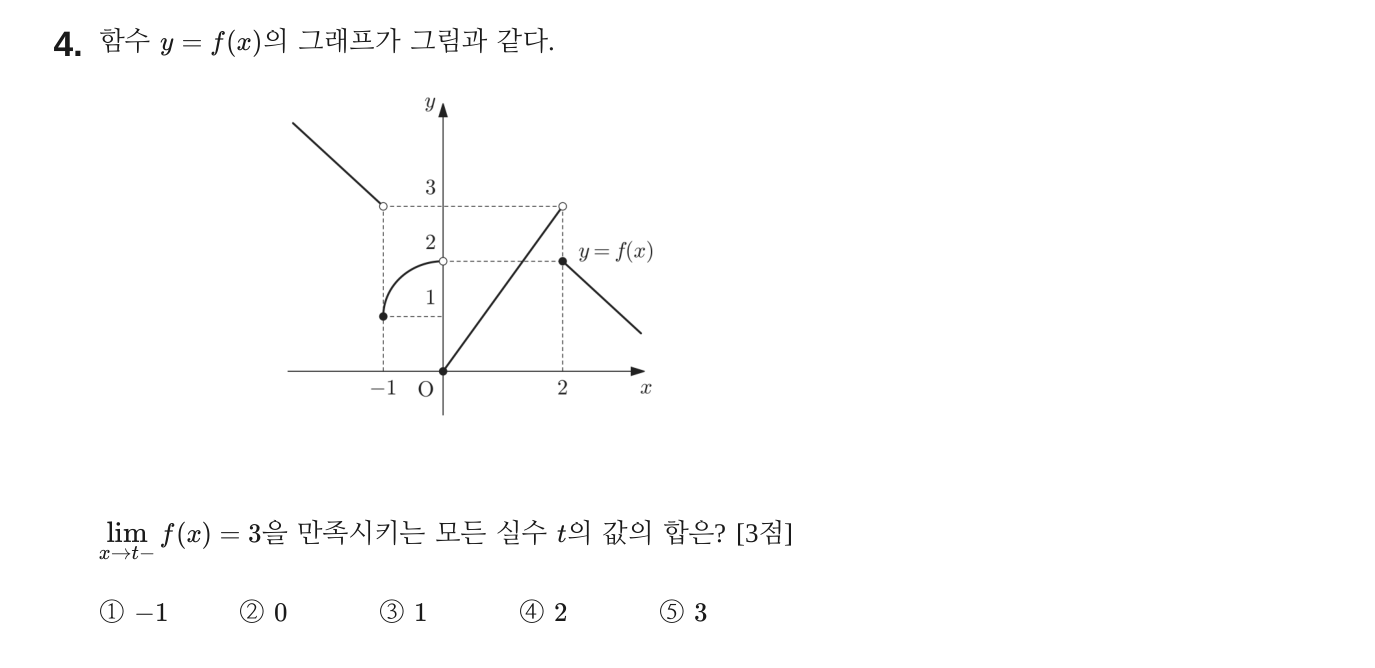 4. 함수 y = f(x)의 그래프가 그림과 같다.
y
3
2
y = f(x)
1
−1 O 2 x
lim f(x) = 3을 만족시키는 모든 실수 t의 값의 합은? [3점]
x→t−
① −1 ② 0 ③ 1 ④ 2 ⑤ 3